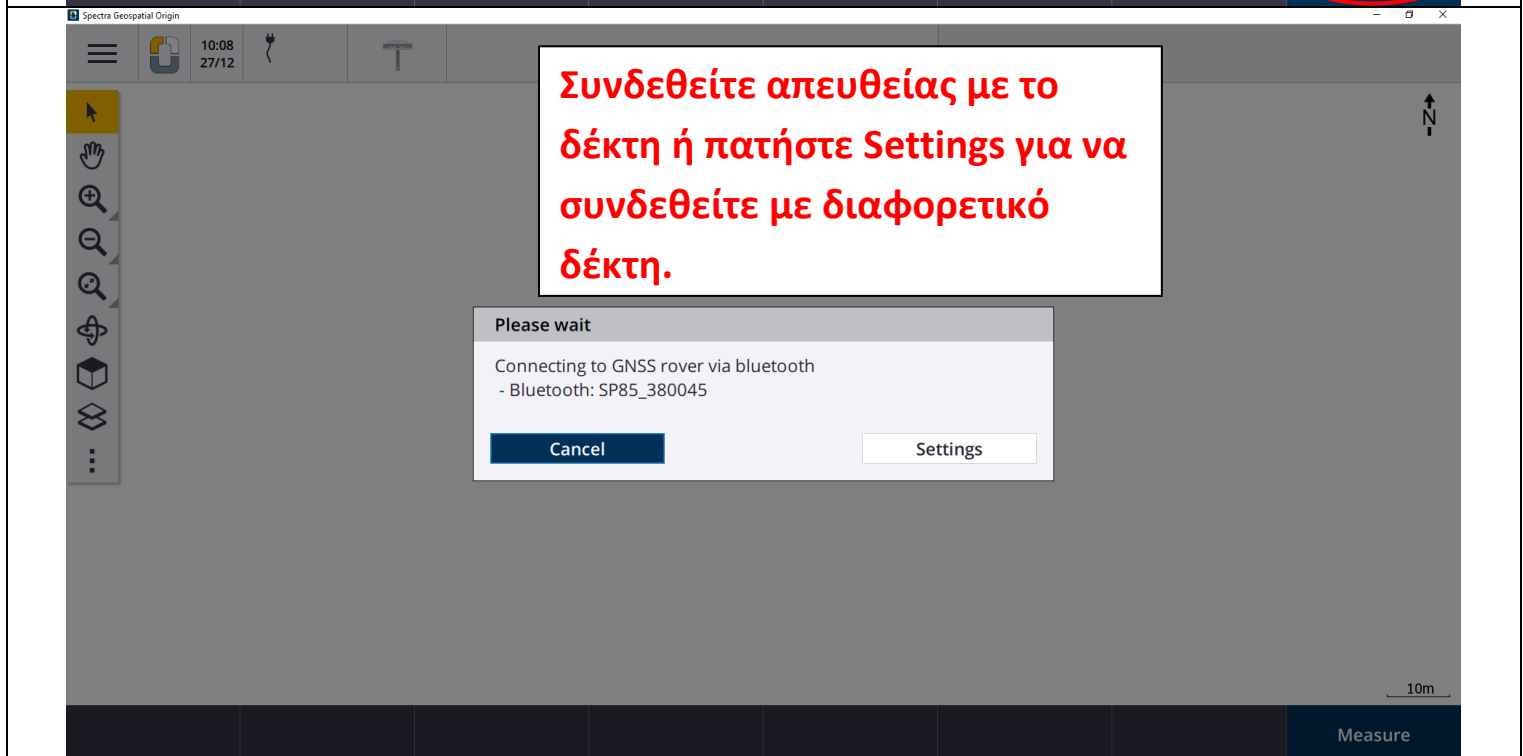 Spectra Geospatial Origin
10:08
27/12
Συνδεθείτε απευθείας με το
δέκτη ή πατήστε Settings για να
συνδεθείτε με διαφορετικό
δέκτη.
N
Please wait
Connecting to GNSS rover via bluetooth
- Bluetooth: SP85_380045
Cancel Settings
10m
Measure